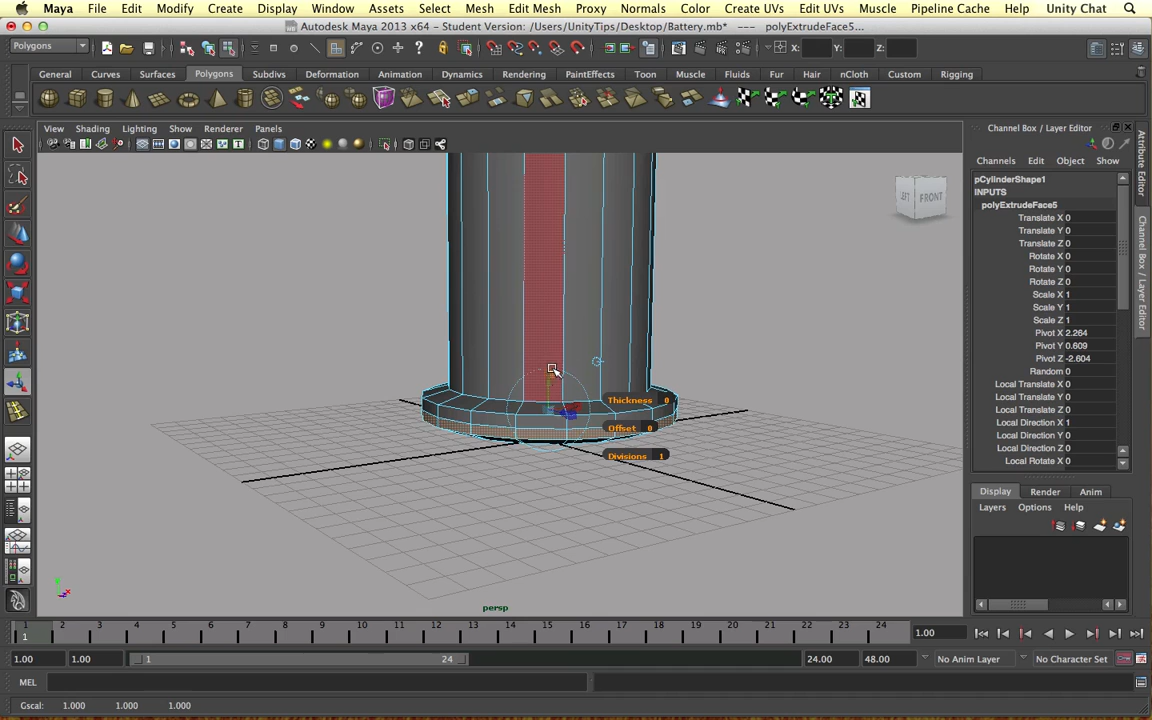 Maya File Edit Modify Create Display Window Assets Select Mesh Edit Mesh Proxy Normals Color Create UVs Edit UVs Muscle Pipeline Cache Help Unity Chat
Autodesk Maya 2013 x64 - Student Version: /Users/UnityTips/Desktop/Battery.mb* --- polyExtrudeFace5...
Polygons X: Y: Z:
General Curves Surfaces Polygons Subdivs Deformation Animation Dynamics Rendering PaintEffects Toon Muscle Fluids Fur Hair nCloth Custom Rigging
View Shading Lighting Show Renderer Panels
Channel Box / Layer Editor
Channels Edit Object Show
pCylinderShape1
INPUTS
polyExtrudeFace5
Translate X 0
Translate Y 0
Translate Z 0
Rotate X 0
Rotate Y 0
Rotate Z 0
Scale X 1
Scale Y 1
Scale Z 1
Pivot X 2.264
Pivot Y 0.609
Pivot Z -2.604
Random 0
Local Translate X 0
Local Translate Y 0
Local Translate Z 0
Local Direction X 1
Local Direction Y 0
Local Direction Z 0
Local Rotate X 0
Attribute Editor
Channel Box / Layer Editor
LEFT FRONT
Thickness 0
Offset 0
Divisions 1
persp
Display Render Anim
Layers Options Help
1 2 3 4 5 6 7 8 9 10 11 12 13 14 15 16 17 18 19 20 21 22 23 24
1 1.00
1.00 1.00 1 24 24.00 48.00 No Anim Layer No Character Set
MEL
Gscal: 1.000 1.000 1.000